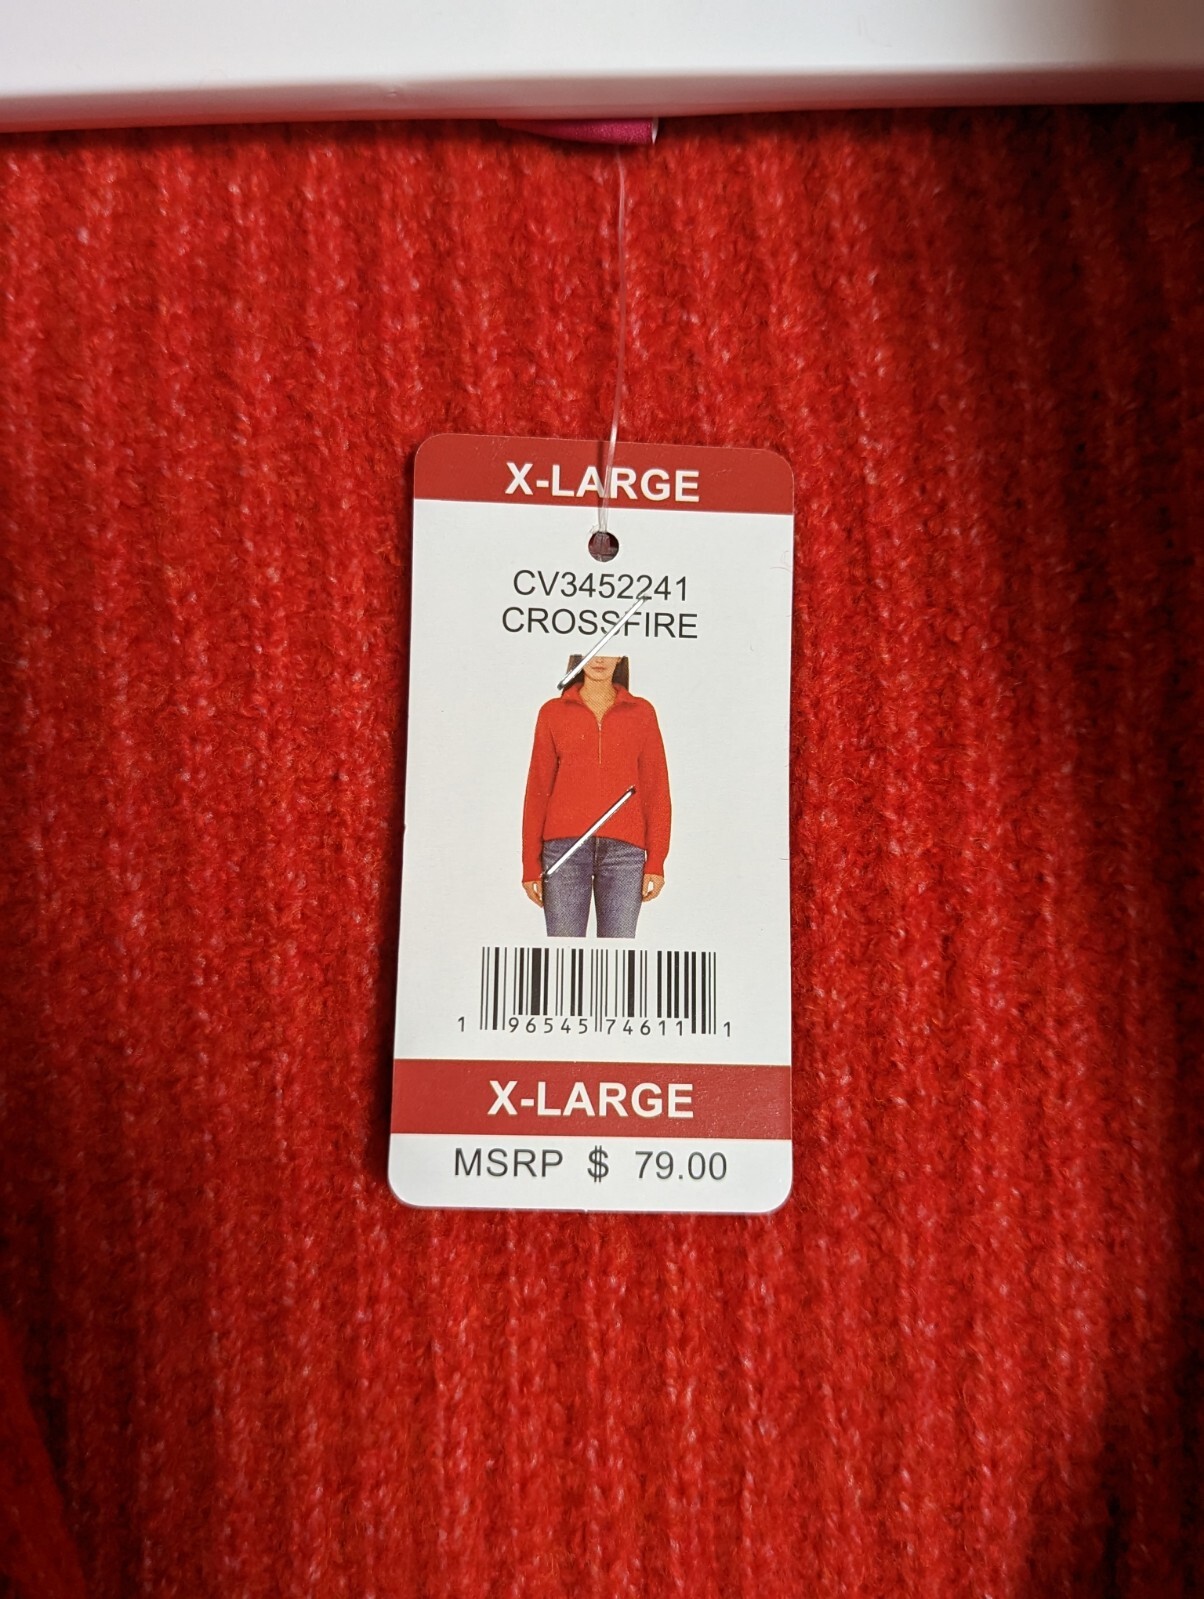 X-LARGE
CV3452241
CROSSFIRE
1 96545 74611 1
X-LARGE
MSRP $ 79.00